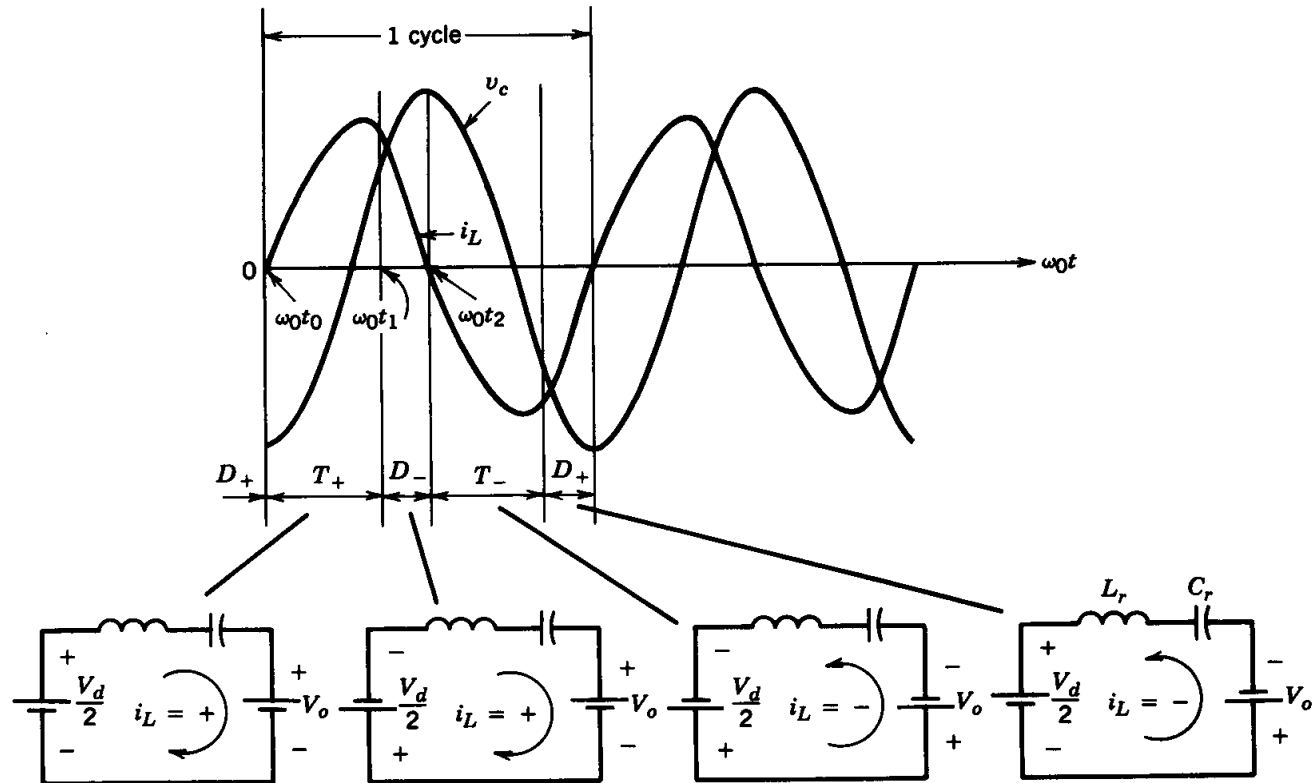 1 cycle
v_c
i_L
0
ω0t
ω0t0
ω0t1
ω0t2
D+
T+
D−
T−
D+
L_r
C_r
+
V_d/2
−
i_L = +
+
V_o
−
−
V_d/2
+
i_L = +
+
V_o
−
−
V_d/2
+
i_L = −
−
V_o
+
+
V_d/2
−
i_L = −
−
V_o
+